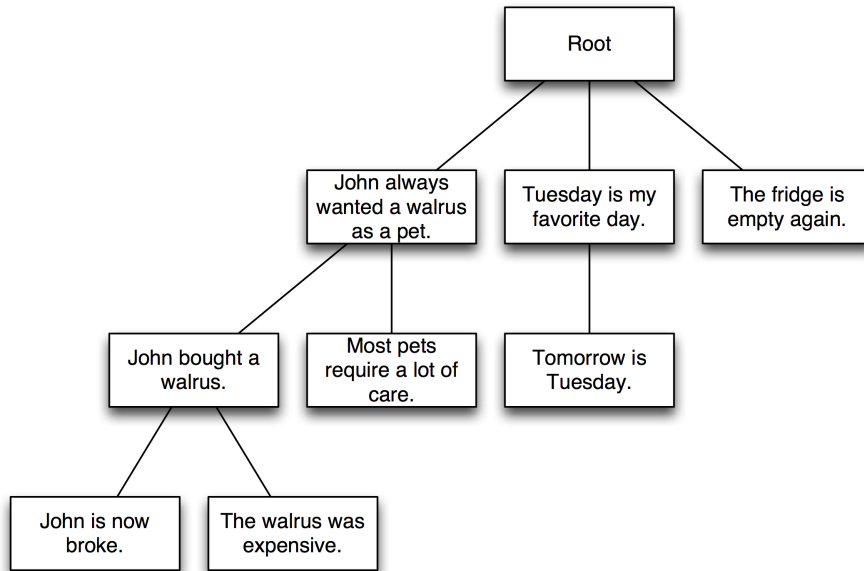 Root
John always
wanted a walrus
as a pet.
Tuesday is my
favorite day.
The fridge is
empty again.
John bought a
walrus.
Most pets
require a lot of
care.
Tomorrow is
Tuesday.
John is now
broke.
The walrus was
expensive.